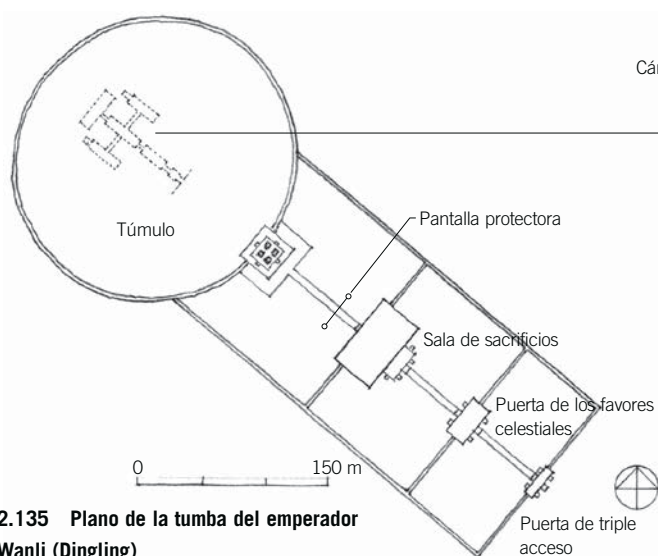 Cám
Túmulo
Pantalla protectora
Sala de sacrificios
Puerta de los favores
celestiales
0 150 m
Puerta de triple
acceso
2.135 Plano de la tumba del emperador
Wanli (Dingling)